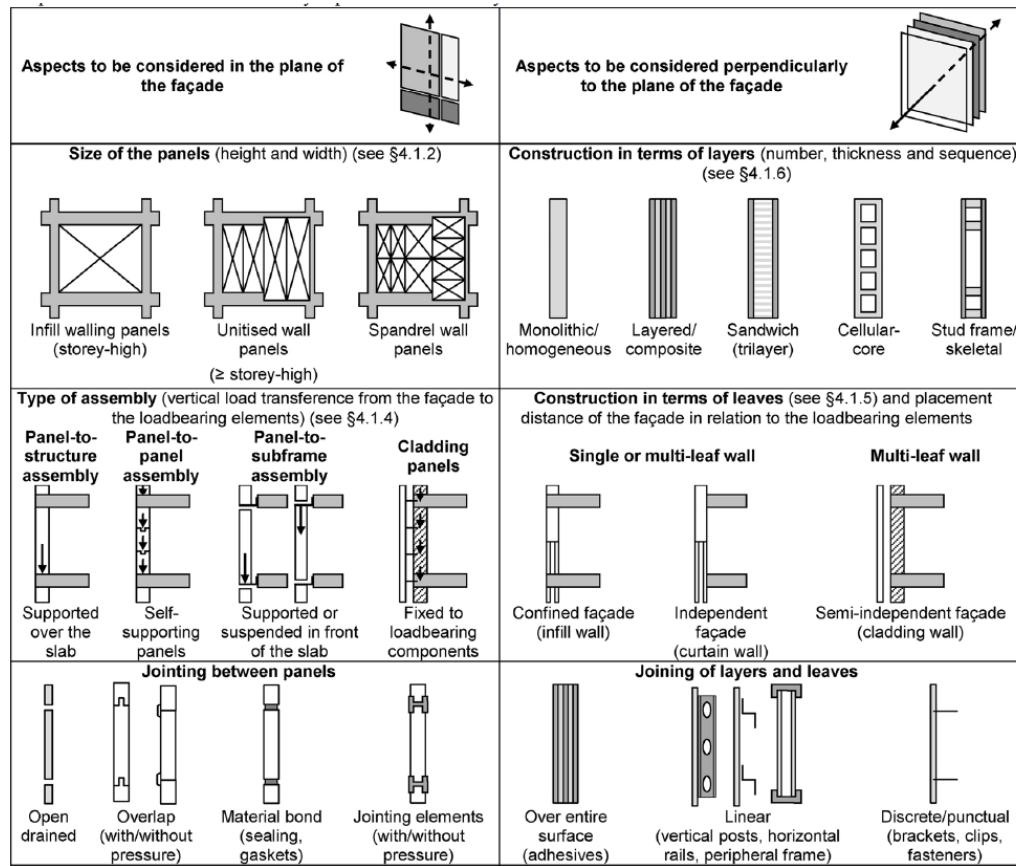 Aspects to be considered in the plane of
the façade
Aspects to be considered perpendicularly
to the plane of the façade
Size of the panels (height and width) (see §4.1.2)
Infill walling panels
(storey-high)
Unitised wall
panels
(≥ storey-high)
Spandrel wall
panels
Construction in terms of layers (number, thickness and sequence)
(see §4.1.6)
Monolithic/
homogeneous
Layered/
composite
Sandwich
(trilayer)
Cellular-
core
Stud frame/
skeletal
Type of assembly (vertical load transference from the façade to
the loadbearing elements) (see §4.1.4)
Panel-to-
structure
assembly
Panel-to-
panel
assembly
Panel-to-
subframe
assembly
Cladding
panels
Supported
over the
slab
Self-
supporting
panels
Supported or
suspended in front
of the slab
Fixed to
loadbearing
components
Construction in terms of leaves (see §4.1.5) and placement
distance of the façade in relation to the loadbearing elements
Single or multi-leaf wall
Multi-leaf wall
Confined façade
(infill wall)
Independent
façade
(curtain wall)
Semi-independent façade
(cladding wall)
Jointing between panels
Open
drained
Overlap
(with/without
pressure)
Material bond
(sealing,
gaskets)
Jointing elements
(with/without
pressure)
Joining of layers and leaves
Over entire
surface
(adhesives)
Linear
(vertical posts, horizontal
rails, peripheral frame)
Discrete/punctual
(brackets, clips,
fasteners)